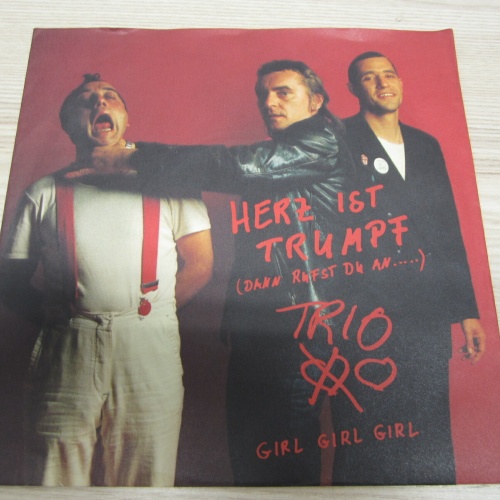 HERZ IST
TRUMPF
(DANN RUFST DU AN.....)
TRIO
GIRL GIRL GIRL